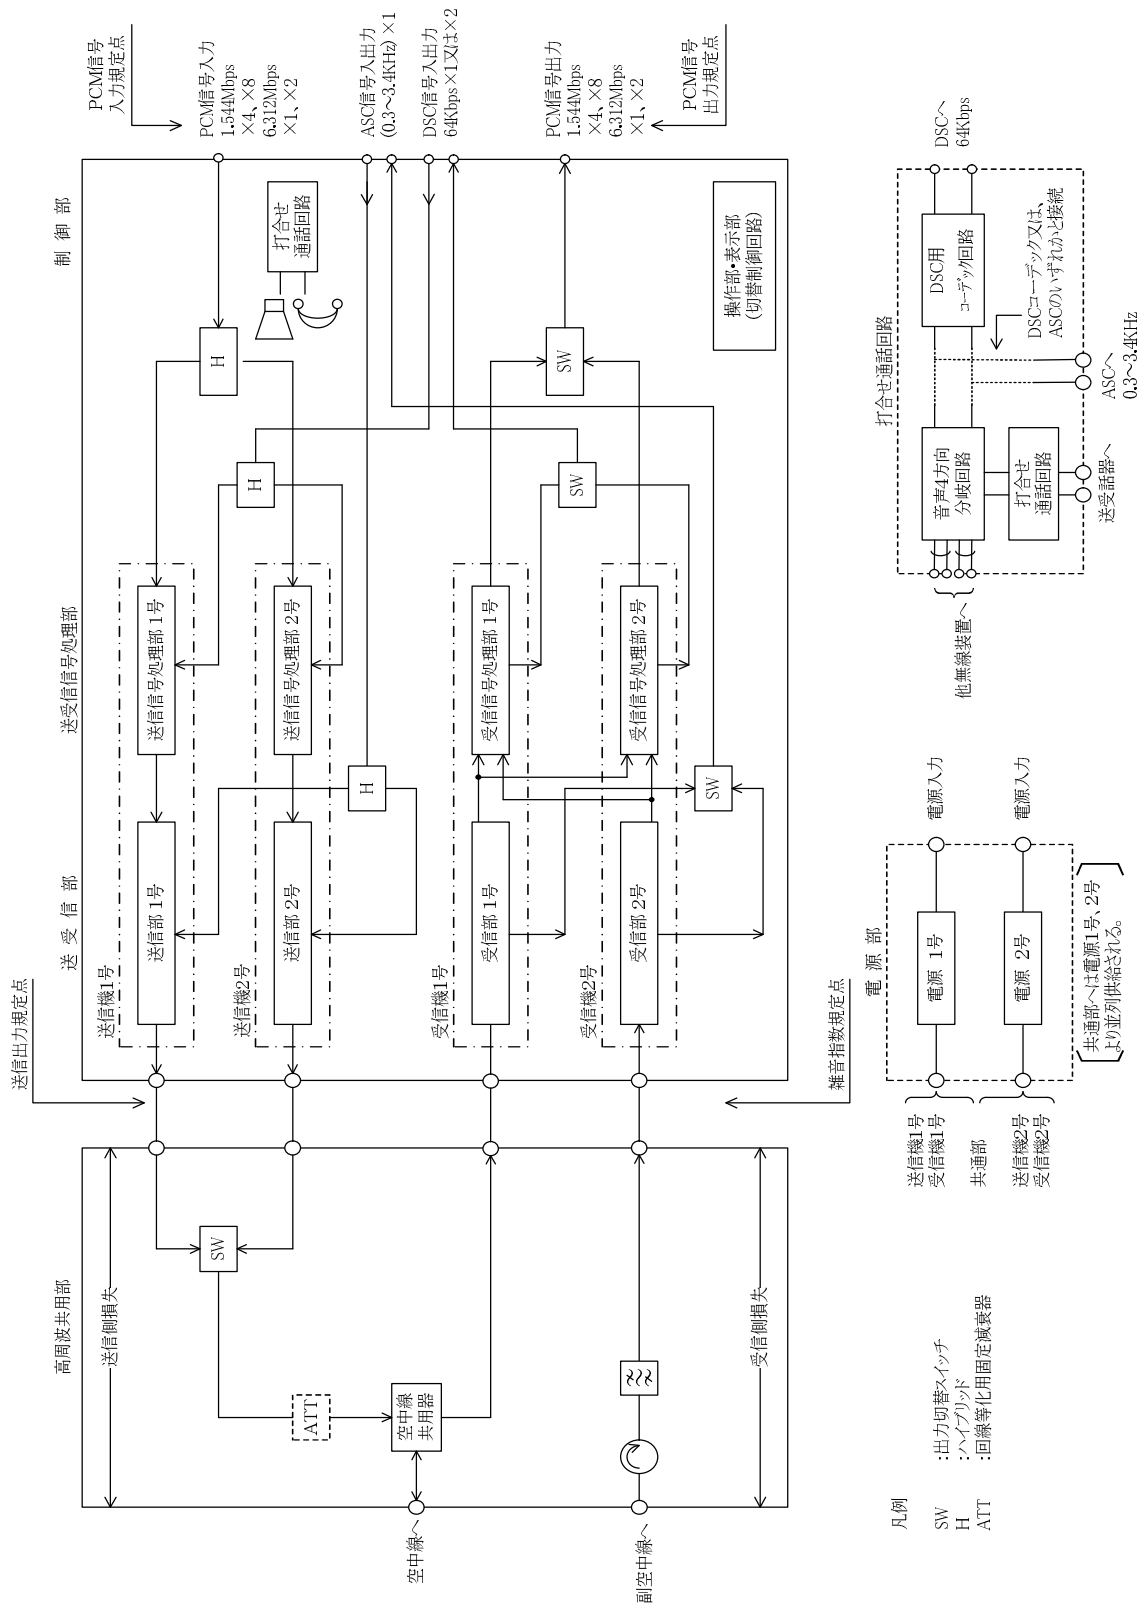 高周波共用部
送信側損失
SW
ATT
空中線
共用器
空中線へ
副空中線へ
受信側損失
送信出力規定点
雑音指数規定点
送 受 信 部
送受信信号処理部
制 御 部
送信機1号
送信部 1号
送信信号処理部 1号
送信機2号
送信部 2号
送信信号処理部 2号
H
H
H
受信機1号
受信部 1号
受信信号処理部 1号
受信機2号
受信部 2号
受信信号処理部 2号
SW
SW
SW
打合せ
通話回路
操作部・表示部
(切替制御回路)
PCM信号
入力規定点
PCM信号入力
1.544Mbps
×4、×8
6.312Mbps
×1、×2
ASC信号入出力
(0.3～3.4KHz) ×1
DSC信号入出力
64Kbps×1又は×2
PCM信号出力
1.544Mbps
×4、×8
6.312Mbps
×1、×2
PCM信号
出力規定点
凡例
SW :出力切替スイッチ
H :ハイブリッド
ATT :回線等化用固定減衰器
電 源 部
送信機1号
受信機1号
共通部
送信機2号
受信機2号
電源 1号
電源 2号
電源入力
電源入力
共通部へは電源1号、2号
より並列供給される。
打合せ通話回路
他無線装置へ
音声4方向
分岐回路
打合せ
通話回路
送受話器へ
DSC用
コーデック回路
DSCコーデック又は、
ASCのいずれかと接続
ASCへ
0.3～3.4KHz
DSCへ
64Kbps